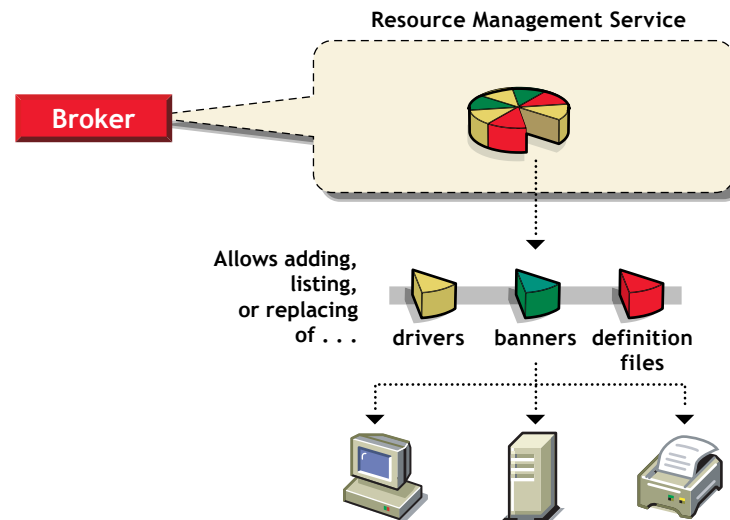 Resource Management Service
Broker
Allows adding,
listing,
or replacing
of . . .
drivers
banners
definition
files